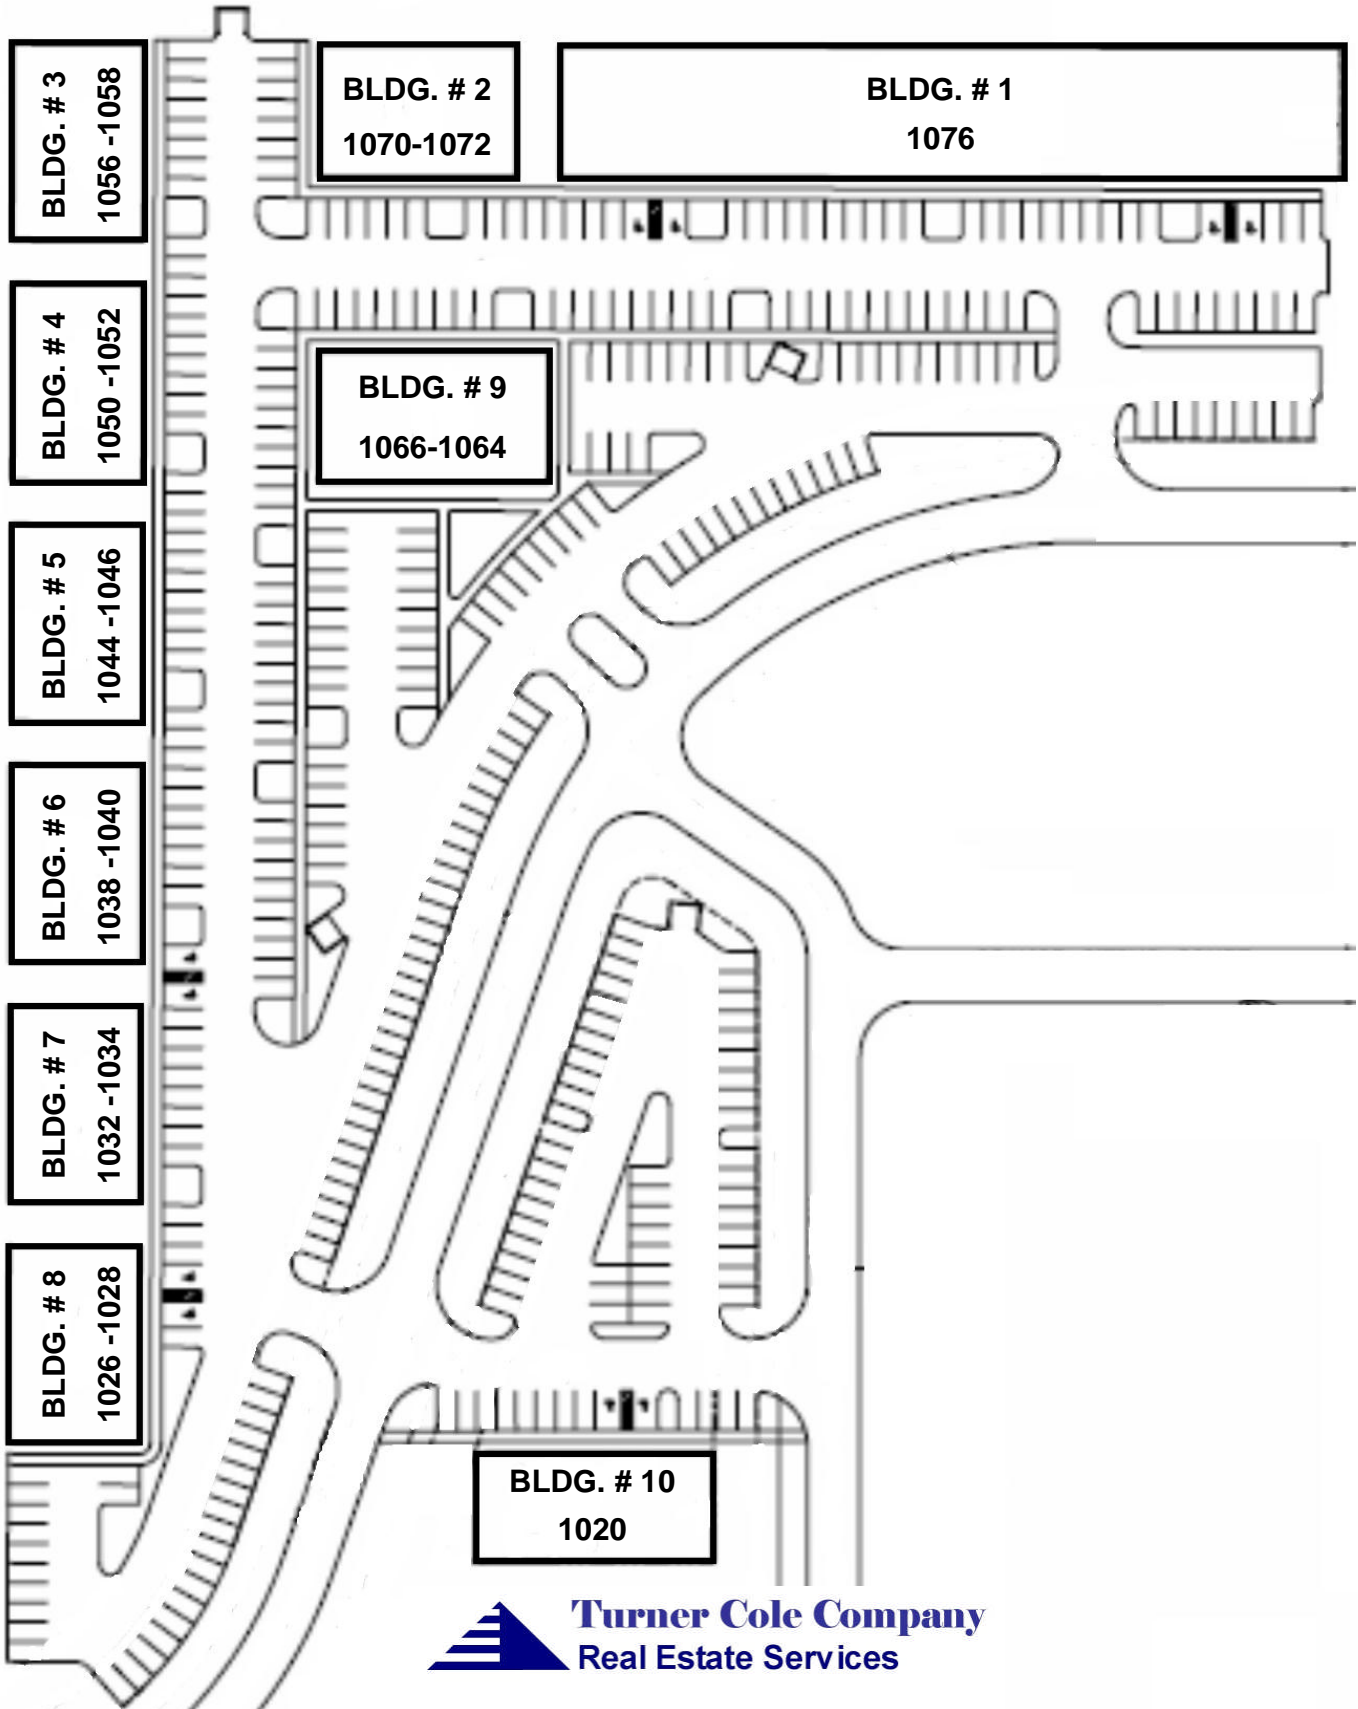 BLDG. # 3
1056 -1058
BLDG. # 2
1070-1072
BLDG. # 1
1076
BLDG. # 4
1050 -1052
BLDG. # 9
1066-1064
BLDG. # 5
1044 -1046
BLDG. # 6
1038 -1040
BLDG. # 7
1032 -1034
BLDG. # 8
1026 -1028
BLDG. # 10
1020
Turner Cole Company
Real Estate Services